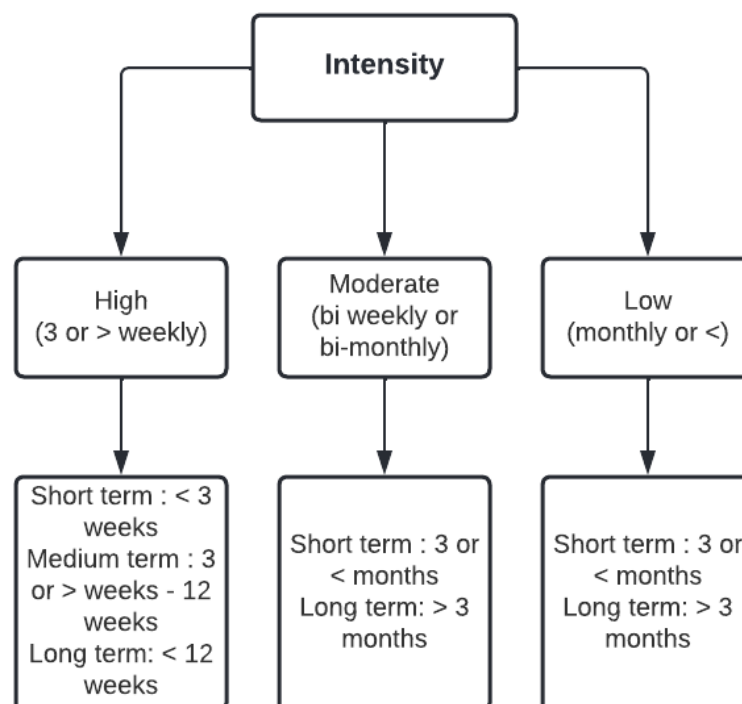 Intensity
High
(3 or > weekly)
Moderate
(bi weekly or
bi-monthly)
Low
(monthly or <)
Short term : < 3
weeks
Medium term : 3
or > weeks - 12
weeks
Long term: < 12
weeks
Short term : 3 or
< months
Long term: > 3
months
Short term : 3 or
< months
Long term: > 3
months